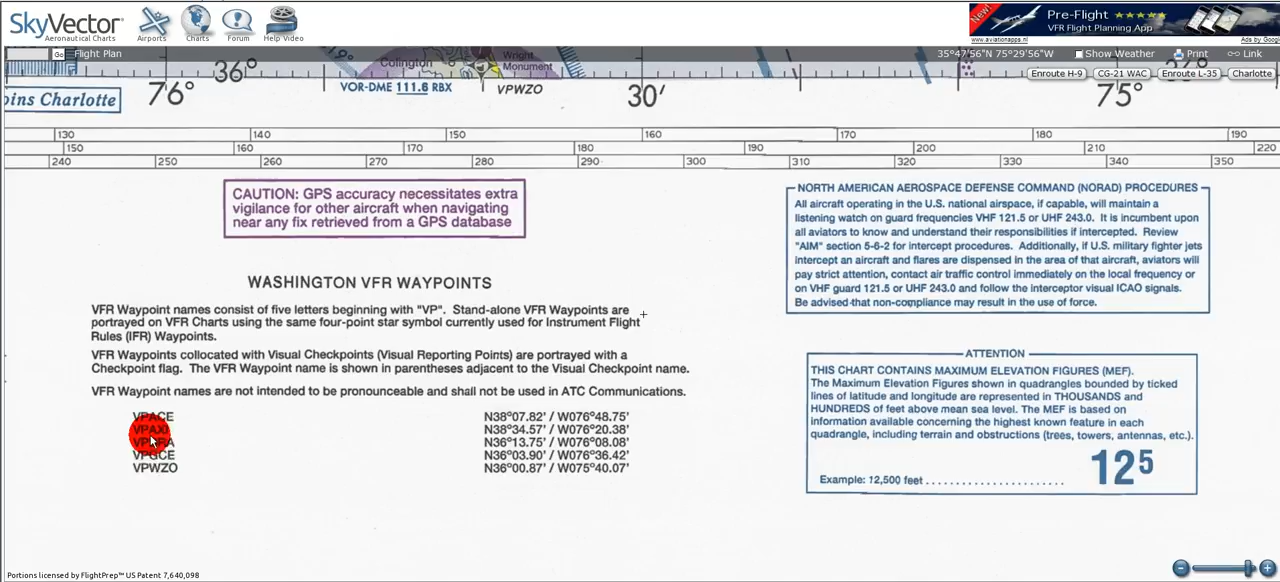 SkyVector
Aeronautical Charts
Airports
Charts
Forum
Help Video
New!
Pre-Flight
VFR Flight Planning App
www.aviationapps.nl
Ads by Goog
Go
Flight Plan
35°47'56"N 75°29'56"W
Show Weather
Print
Link
Enroute H-9
CG-21 WAC
Enroute L-35
Charlotte
oins Charlotte
36°
76°
Colington
Wright
Monument
VOR-DME 111.6 RBX
VPWZO
30'
75°
130 140 150 160 170 180 190
150 160 170 180 190 200 210 220
240 250 260 270 280 290 300 310 320 330 340 350
CAUTION: GPS accuracy necessitates extra
vigilance for other aircraft when navigating
near any fix retrieved from a GPS database
WASHINGTON VFR WAYPOINTS
VFR Waypoint names consist of five letters beginning with "VP". Stand-alone VFR Waypoints are
portrayed on VFR Charts using the same four-point star symbol currently used for Instrument Flight
Rules (IFR) Waypoints.
VFR Waypoints collocated with Visual Checkpoints (Visual Reporting Points) are portrayed with a
Checkpoint flag. The VFR Waypoint name is shown in parentheses adjacent to the Visual Checkpoint name.
VFR Waypoint names are not intended to be pronounceable and shall not be used in ATC Communications.
VPACE N38°07.82' / W076°48.75'
VPAXI N38°34.57' / W076°20.38'
N36°13.75' / W076°08.08'
VPGCE N36°03.90' / W076°36.42'
VPWZO N36°00.87' / W075°40.07'
NORTH AMERICAN AEROSPACE DEFENSE COMMAND (NORAD) PROCEDURES
All aircraft operating in the U.S. national airspace, if capable, will maintain a
listening watch on guard frequencies VHF 121.5 or UHF 243.0. It is incumbent upon
all aviators to know and understand their responsibilities if intercepted. Review
"AIM" section 5-6-2 for intercept procedures. Additionally, if U.S. military fighter jets
intercept an aircraft and flares are dispensed in the area of that aircraft, aviators will
pay strict attention, contact air traffic control immediately on the local frequency or
on VHF guard 121.5 or UHF 243.0 and follow the interceptor visual ICAO signals.
Be advised that non-compliance may result in the use of force.
ATTENTION
THIS CHART CONTAINS MAXIMUM ELEVATION FIGURES (MEF).
The Maximum Elevation Figures shown in quadrangles bounded by ticked
lines of latitude and longitude are represented in THOUSANDS and
HUNDREDS of feet above mean sea level. The MEF is based on
information available concerning the highest known feature in each
quadrangle, including terrain and obstructions (trees, towers, antennas, etc.).
Example: 12,500 feet ........................ 12⁵
Portions licensed by FlightPrep™ US Patent 7,640,098